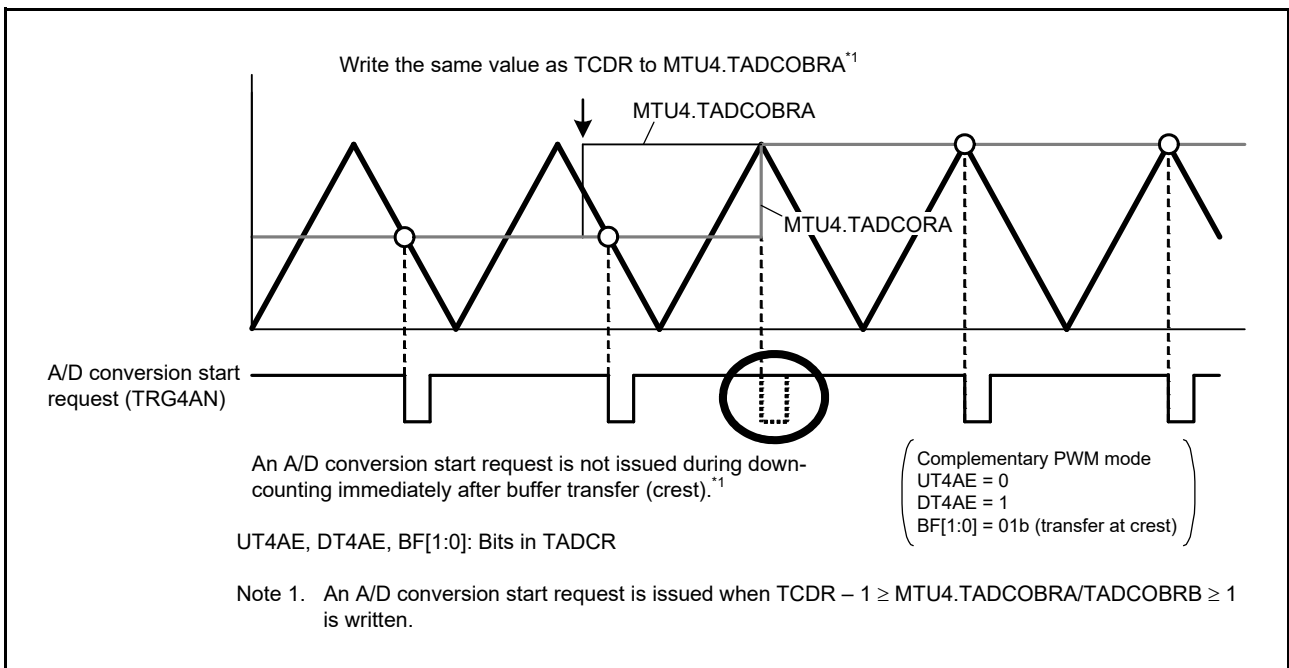 Write the same value as TCDR to MTU4.TADCOBRA*1
MTU4.TADCOBRA
MTU4.TADCORA
A/D conversion start
request (TRG4AN)
An A/D conversion start request is not issued during down-
counting immediately after buffer transfer (crest).*1
Complementary PWM mode
UT4AE = 0
DT4AE = 1
BF[1:0] = 01b (transfer at crest)
UT4AE, DT4AE, BF[1:0]: Bits in TADCR
Note 1. An A/D conversion start request is issued when TCDR – 1 ≥ MTU4.TADCOBRA/TADCOBRB ≥ 1
is written.